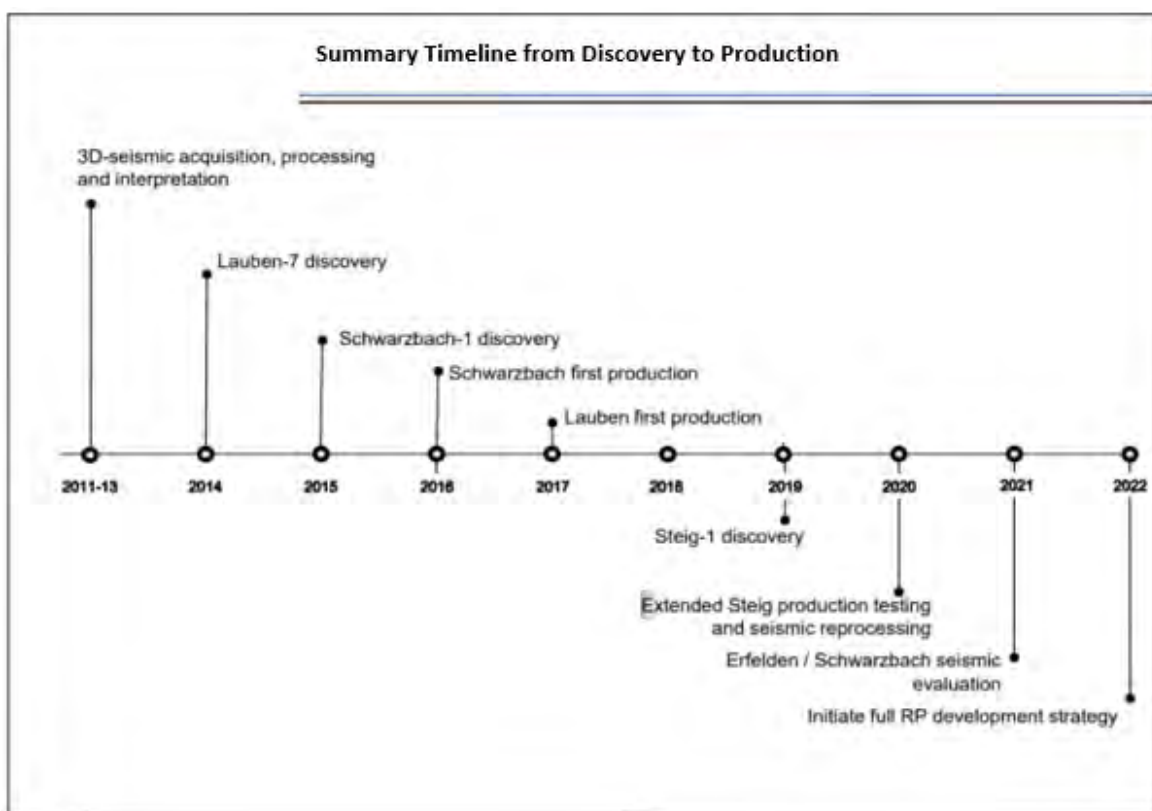 Summary Timeline from Discovery to Production
3D-seismic acquisition, processing
and interpretation
Lauben-7 discovery
Schwarzbach-1 discovery
Schwarzbach first production
Lauben first production
2011-13
2014
2015
2016
2017
2018
2019
2020
2021
2022
Steig-1 discovery
Extended Steig production testing
and seismic reprocessing
Erfelden / Schwarzbach seismic
evaluation
Initiate full RP development strategy